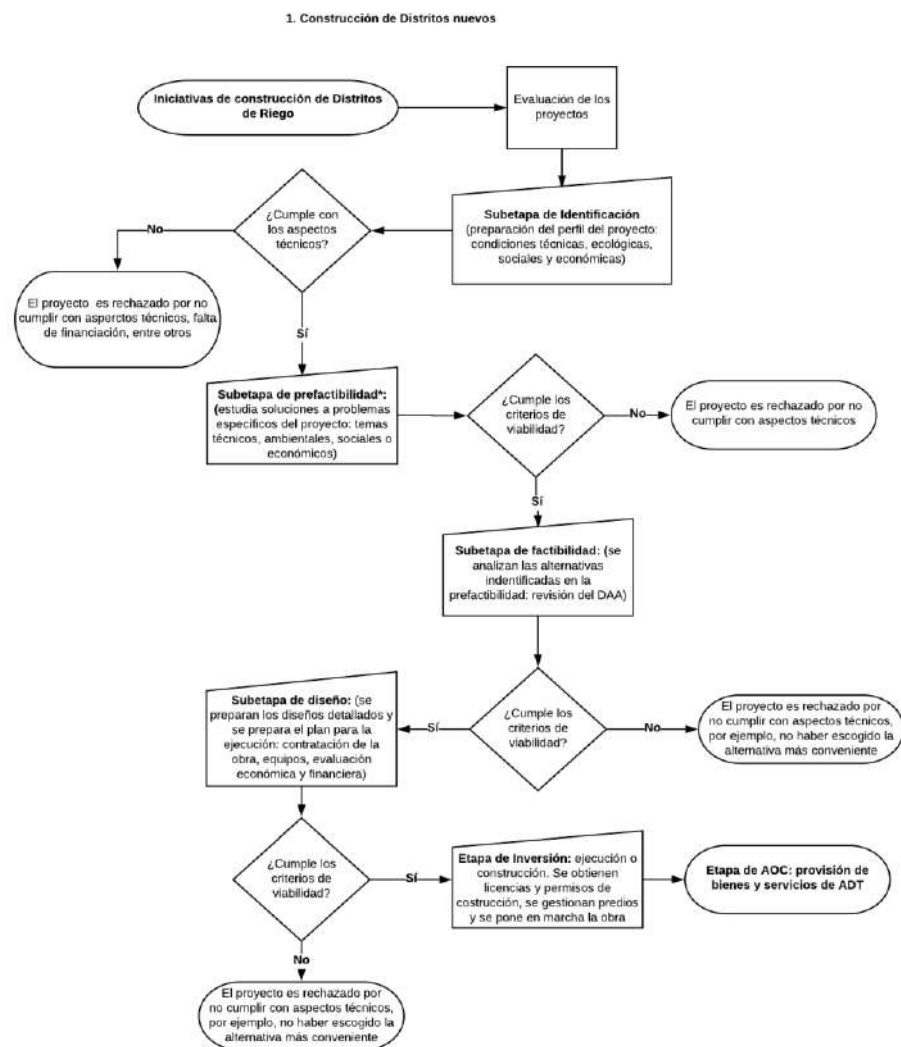 1. Construcción de Distritos nuevos
Iniciativas de construcción de Distritos
de Riego
Evaluación de los
proyectos
Subetapa de Identificación
(preparación del perfil del proyecto:
condiciones técnicas, ecológicas,
sociales y económicas)
¿Cumple con
los aspectos
técnicos?
No
El proyecto es rechazado por no
cumplir con asperctos técnicos, falta
de financiación, entre otros
Sí
Subetapa de prefactibilidad*:
(estudia soluciones a problemas
específicos del proyecto: temas
técnicos, ambientales, sociales o
económicos)
¿Cumple los
criterios de
viabilidad?
No
El proyecto es rechazado por no
cumplir con aspectos técnicos
Sí
Subetapa de factibilidad: (se
analizan las alternativas
indentificadas en la
prefactibilidad: revisión del DAA)
¿Cumple los
criterios de
viabilidad?
No
El proyecto es rechazado por
no cumplir con aspectos técnicos,
por ejemplo, no haber escogido la
alternativa más conveniente
Sí
Subetapa de diseño: (se
preparan los diseños detallados y
se prepara el plan para la
ejecución: contratación de la
obra, equipos, evaluación
económica y financiera)
¿Cumple los
criterios de
viabilidad?
Sí
Etapa de Inversión: ejecución o
construcción. Se obtienen
licencias y permisos de
costrucción, se gestionan predios
y se pone en marcha la obra
Etapa de AOC: provisión de
bienes y servicios de ADT
No
El proyecto es rechazado por
no cumplir con aspectos técnicos,
por ejemplo, no haber escogido la
alternativa más conveniente